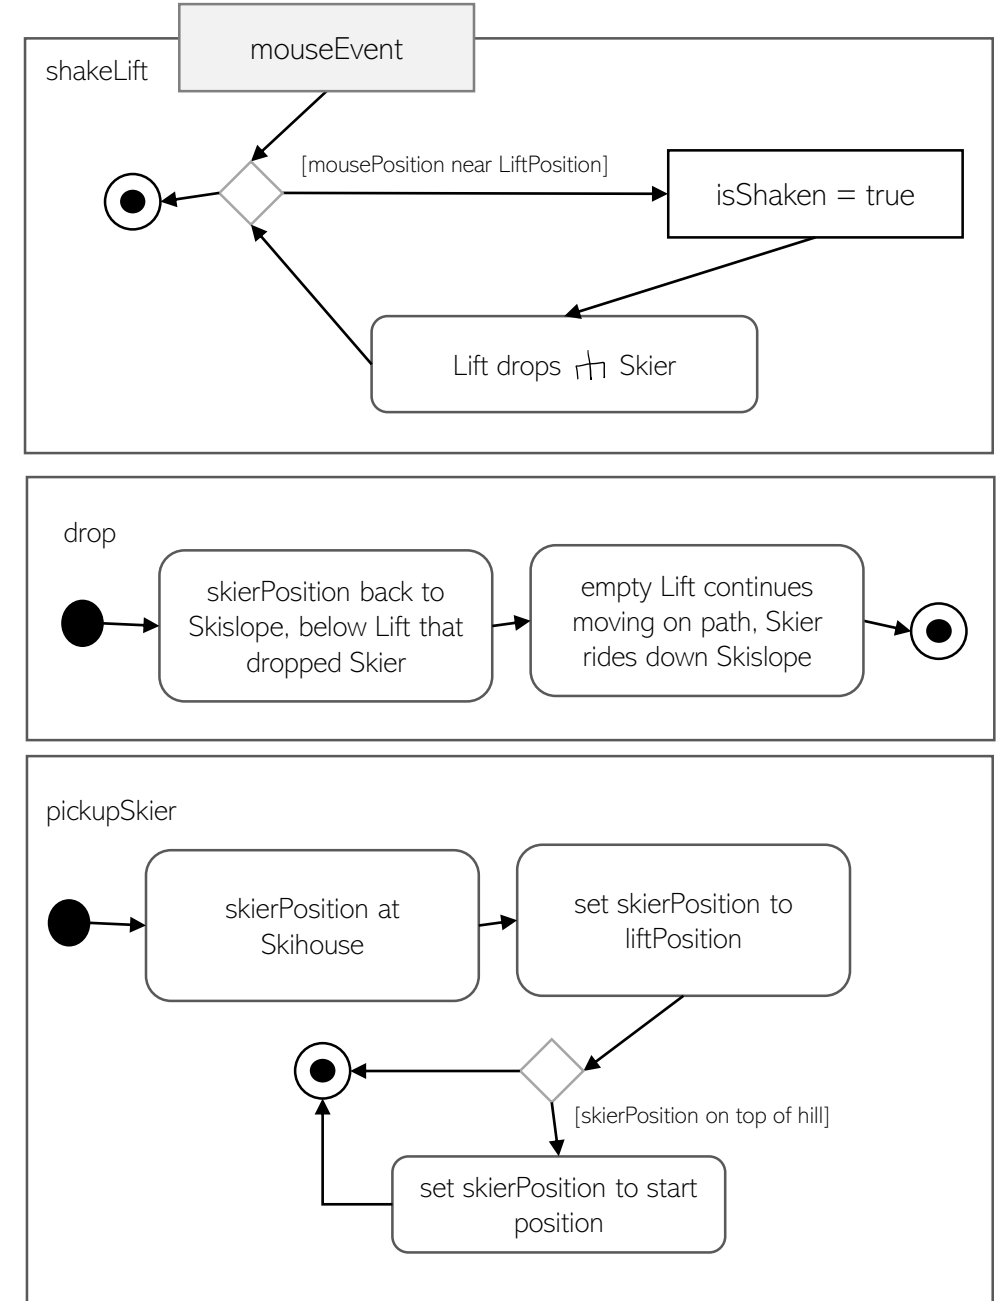 mouseEvent
shakeLift
[mousePosition near LiftPosition]
isShaken = true
Lift drops Skier
drop
skierPosition back to
Skislope, below Lift that
dropped Skier
empty Lift continues
moving on path, Skier
rides down Skislope
pickupSkier
skierPosition at
Skihouse
set skierPosition to
liftPosition
[skierPosition on top of hill]
set skierPosition to start
position